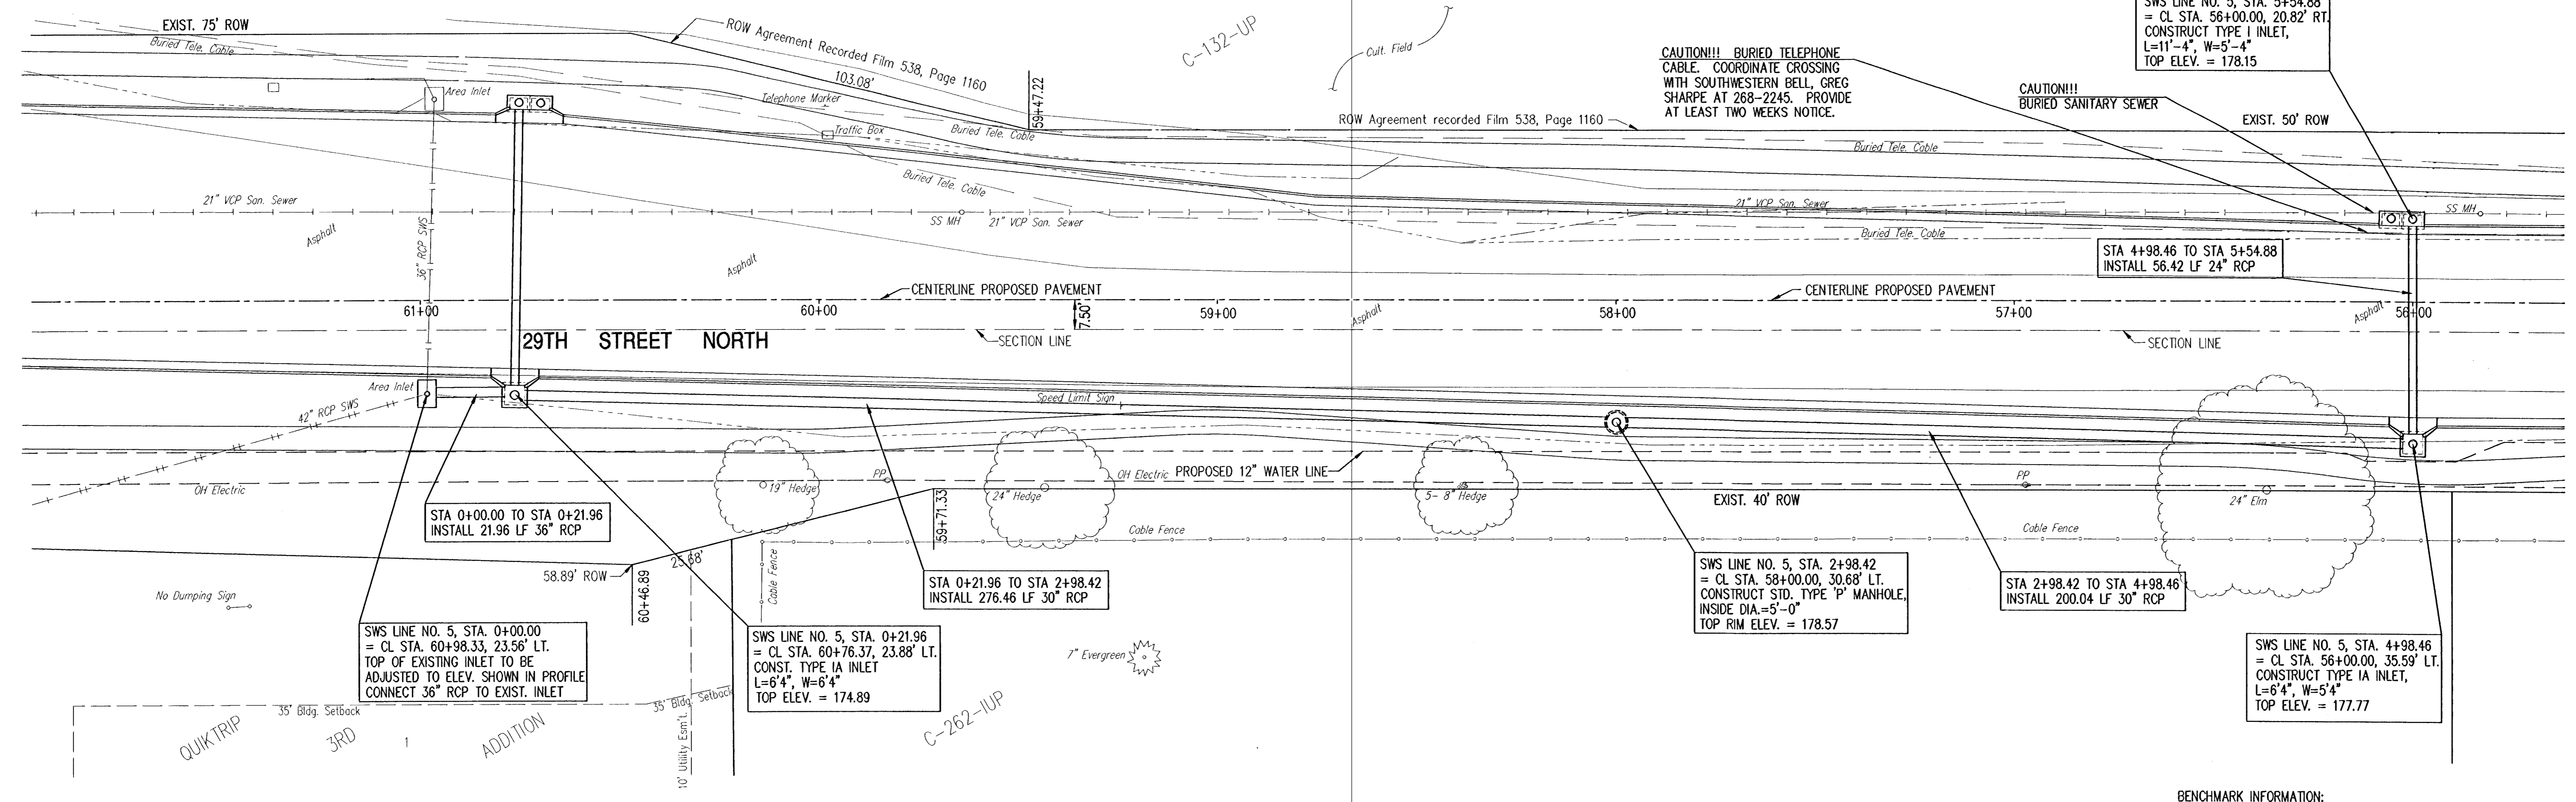 EXIST. 75' ROW
Buried Tele. Cable
ROW Agreement Recorded Film 538, Page 1160
103.08'
Telephone Marker
Area Inlet
Traffic Box
Buried Tele. Cable
59+47.22
C-132-UP
Cult. Field
ROW Agreement recorded Film 538, Page 1160
CAUTION!!! BURIED TELEPHONE
CABLE. COORDINATE CROSSING
WITH SOUTHWESTERN BELL, GREG
SHARPE AT 268-2245. PROVIDE
AT LEAST TWO WEEKS NOTICE.
SWS LINE NO. 5, STA. 5+54.88
= CL STA. 56+00.00, 20.82' RT.
CONSTRUCT TYPE I INLET,
L=11'-4", W=5'-4"
TOP ELEV. = 178.15
CAUTION!!!
BURIED SANITARY SEWER
EXIST. 50' ROW
Buried Tele. Cable
Buried Tele. Cable
21" VCP San. Sewer
Asphalt
36" RCP SWS
SS MH
21" VCP San. Sewer
Asphalt
21" VCP San. Sewer
SS MH
Buried Tele. Cable
STA 4+98.46 TO STA 5+54.88
INSTALL 56.42 LF 24" RCP
CENTERLINE PROPOSED PAVEMENT
CENTERLINE PROPOSED PAVEMENT
61+00
60+00
7.50'
59+00
Asphalt
58+00
57+00
Asphalt
56+00
29TH STREET NORTH
SECTION LINE
SECTION LINE
Area Inlet
42" RCP SWS
Speed Limit Sign
OH Electric
19" Hedge
PP
24" Hedge
OH Electric
PROPOSED 12" WATER LINE
5- 8" Hedge
EXIST. 40' ROW
PP
24" Elm
STA 0+00.00 TO STA 0+21.96
INSTALL 21.96 LF 36" RCP
59+71.33
Cable Fence
Cable Fence
58.89' ROW
25.68'
60+46.89
Cable Fence
STA 0+21.96 TO STA 2+98.42
INSTALL 276.46 LF 30" RCP
SWS LINE NO. 5, STA. 2+98.42
= CL STA. 58+00.00, 30.68' LT.
CONSTRUCT STD. TYPE 'P' MANHOLE,
INSIDE DIA.=5'-0"
TOP RIM ELEV. = 178.57
STA 2+98.42 TO STA 4+98.46
INSTALL 200.04 LF 30" RCP
No Dumping Sign
SWS LINE NO. 5, STA. 0+00.00
= CL STA. 60+98.33, 23.56' LT.
TOP OF EXISTING INLET TO BE
ADJUSTED TO ELEV. SHOWN IN PROFILE
CONNECT 36" RCP TO EXIST. INLET
SWS LINE NO. 5, STA. 0+21.96
= CL STA. 60+76.37, 23.88' LT.
CONST. TYPE IA INLET
L=6'4", W=6'4"
TOP ELEV. = 174.89
7" Evergreen
SWS LINE NO. 5, STA. 4+98.46
= CL STA. 56+00.00, 35.59' LT.
CONSTRUCT TYPE IA INLET,
L=6'4", W=5'4"
TOP ELEV. = 177.77
35' Bldg. Setback
35' Bldg. Setback
10' Utility Esm't.
QUIKTRIP 3RD ADDITION
1
C-262-IUP
BENCHMARK INFORMATION: